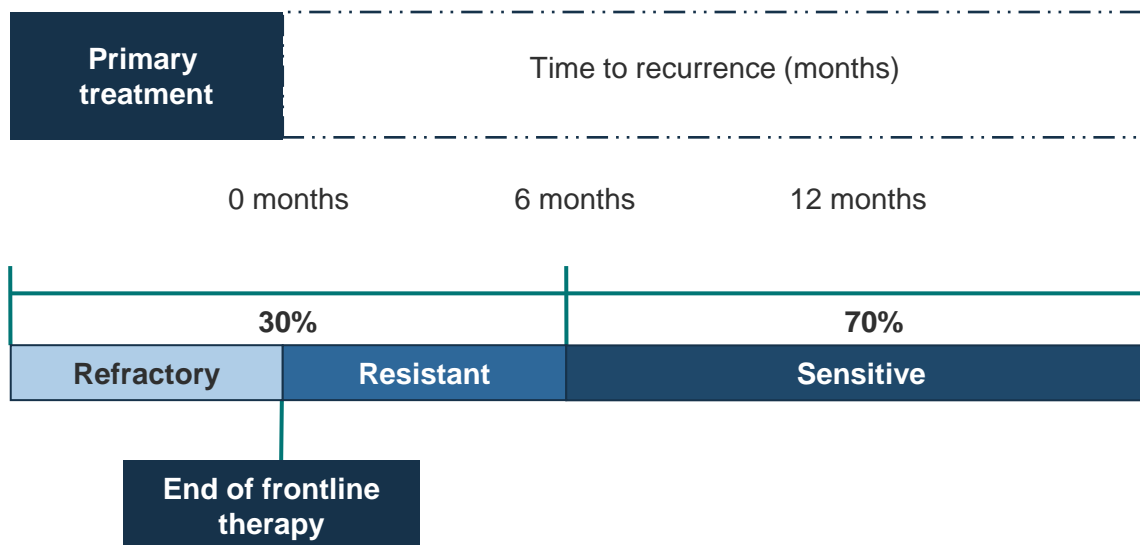 Primary
treatment
Time to recurrence (months)
0 months
6 months
12 months
30%
70%
Refractory
Resistant
Sensitive
End of frontline
therapy